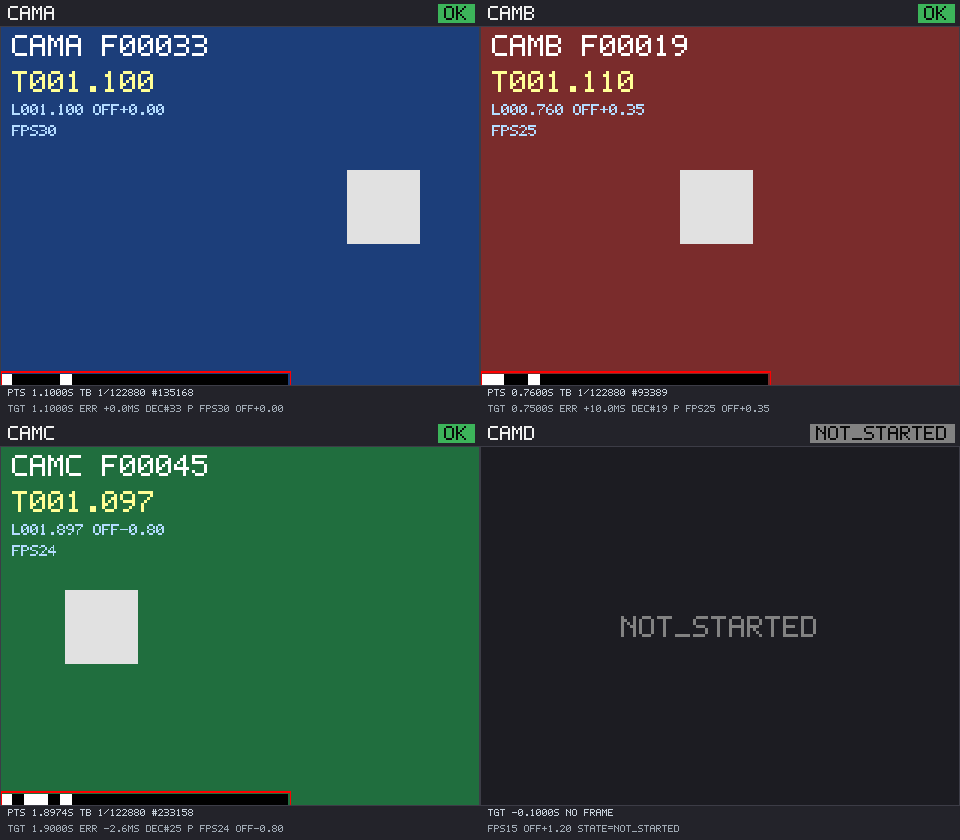 CAMA OK
CAMA F00033
T001.100
L001.100 OFF+0.00
FPS30
PTS 1.1000S TB 1/122880 #135168
TGT 1.1000S ERR +0.0MS DEC#33 P FPS30 OFF+0.00
CAMB OK
CAMB F00019
T001.110
L000.760 OFF+0.35
FPS25
PTS 0.7600S TB 1/122880 #93389
TGT 0.7500S ERR +10.0MS DEC#19 P FPS25 OFF+0.35
CAMC OK
CAMC F00045
T001.097
L001.897 OFF-0.80
FPS24
PTS 1.8974S TB 1/122880 #233158
TGT 1.9000S ERR -2.6MS DEC#25 P FPS24 OFF-0.80
CAMD NOT_STARTED
NOT_STARTED
TGT -0.1000S NO FRAME
FPS15 OFF+1.20 STATE=NOT_STARTED